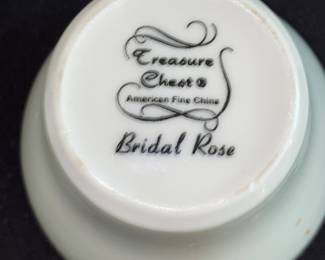 Treasure
Chest®
American Fine China
Bridal Rose